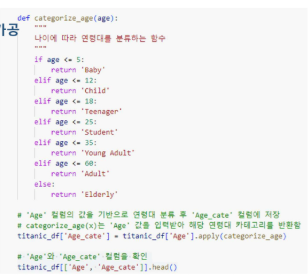 def categorize_age(age):
가공
"""
나이에 따라 연령대를 분류하는 함수
"""
if age <= 5:
return 'Baby'
elif age <= 12:
return 'Child'
elif age <= 18:
return 'Teenager'
elif age <= 25:
return 'Student'
elif age <= 35:
return 'Young Adult'
elif age <= 60:
return 'Adult'
else:
return 'Elderly'
# 'Age' 컬럼의 값을 기반으로 연령대 분류 후 'Age_cate' 컬럼에 저장
# categorize_age(x)는 'Age' 값을 입력받아 해당 연령대 카테고리를 반환함
titanic_df['Age_cate'] = titanic_df['Age'].apply(categorize_age)
# 'Age'와 'Age_cate' 컬럼을 확인
titanic_df[['Age', 'Age_cate']].head()